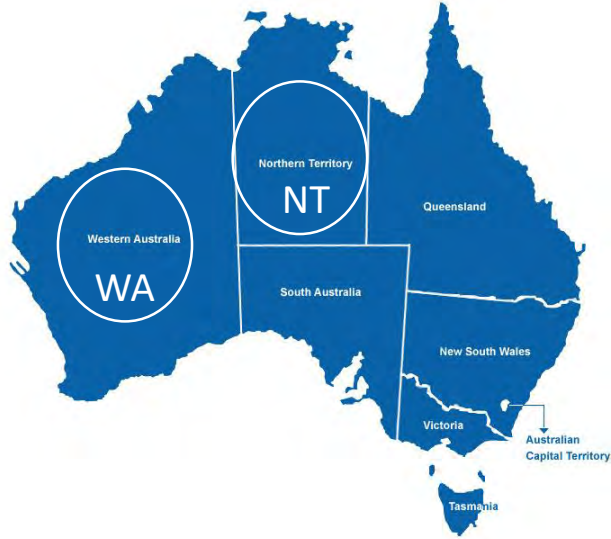 Northern Territory
NT
Queensland
Western Australia
WA
South Australia
New South Wales
Victoria
Australian
Capital Territory
Tasmania